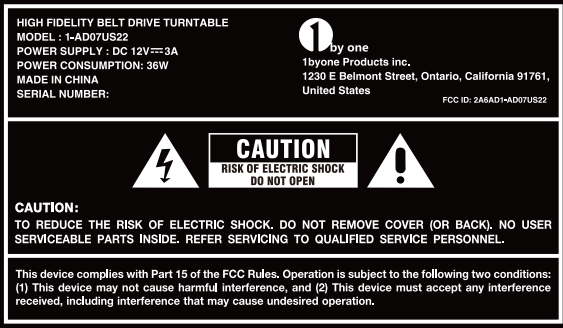 HIGH FIDELITY BELT DRIVE TURNTABLE
MODEL : 1-AD07US22
POWER SUPPLY : DC 12V⎓3A
POWER CONSUMPTION: 36W
MADE IN CHINA
SERIAL NUMBER:
1 by one
1byone Products inc.
1230 E Belmont Street, Ontario, California 91761,
United States
FCC ID: 2A6AD1-AD07US22
CAUTION
RISK OF ELECTRIC SHOCK
DO NOT OPEN
CAUTION:
TO REDUCE THE RISK OF ELECTRIC SHOCK. DO NOT REMOVE COVER (OR BACK). NO USER
SERVICEABLE PARTS INSIDE. REFER SERVICING TO QUALIFIED SERVICE PERSONNEL.
This device complies with Part 15 of the FCC Rules. Operation is subject to the following two conditions:
(1) This device may not cause harmful interference, and (2) This device must accept any interference
received, including interference that may cause undesired operation.